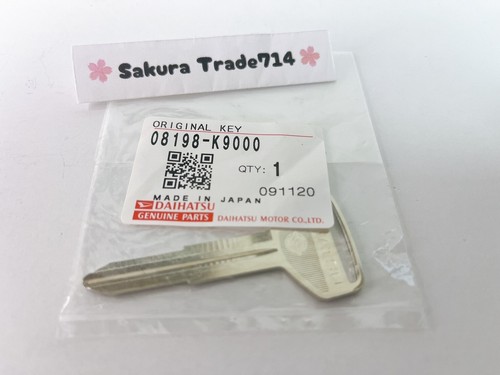 🌸 Sakura Trade714 🌸
ORIGINAL KEY
08198-K9000
QTY: 1
091120
MADE IN JAPAN
DAIHATSU
GENUINE PARTS DAIHATSU MOTOR CO.,LTD.